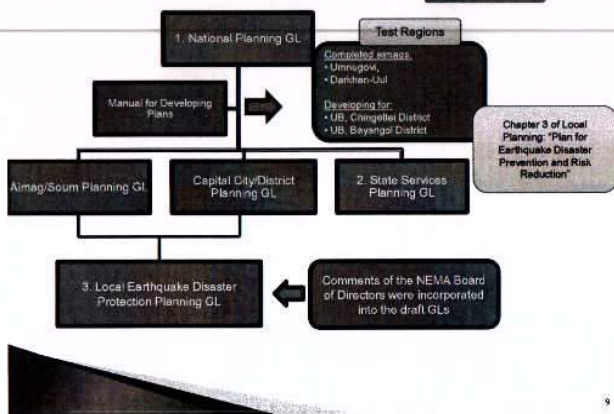 1. National Planning GL
Test Regions
Completed aimags:
• Umnugovi,
• Darkhan-Uul
Developing for:
• UB, Chingeltei District
• UB, Bayangol District
Manual for Developing
Plans
Chapter 3 of Local
Planning: "Plan for
Earthquake Disaster
Prevention and Risk
Reduction"
Aimag/Soum Planning GL
Capital City/District
Planning GL
2. State Services
Planning GL
3. Local Earthquake Disaster
Protection Planning GL
Comments of the NEMA Board
of Directors were incorporated
into the draft GLs
9